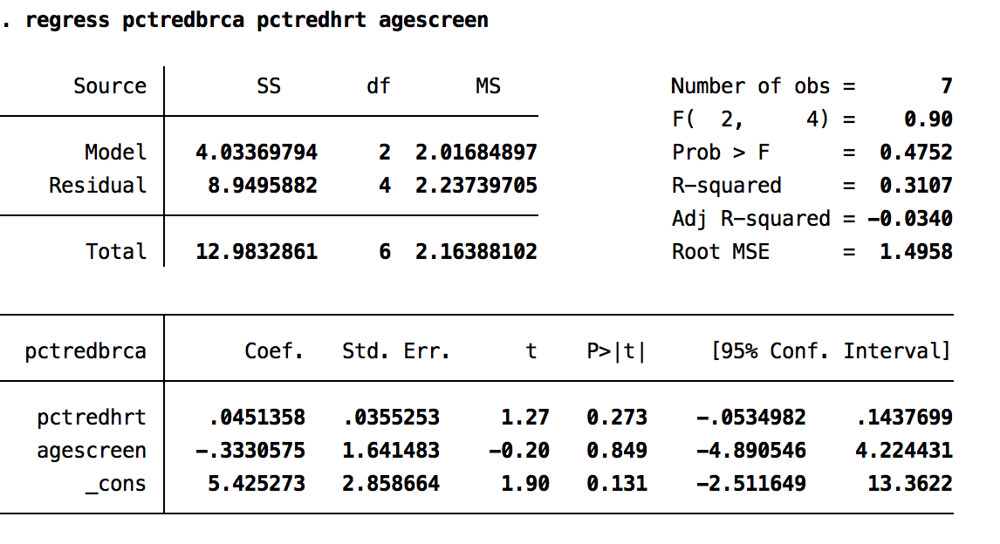 . regress pctredbrca pctredhrt agescreen
Source SS df MS Number of obs = 7
F( 2, 4) = 0.90
Model 4.03369794 2 2.01684897 Prob > F = 0.4752
Residual 8.9495882 4 2.23739705 R-squared = 0.3107
Adj R-squared = -0.0340
Total 12.9832861 6 2.16388102 Root MSE = 1.4958
pctredbrca Coef. Std. Err. t P>|t| [95% Conf. Interval]
pctredhrt .0451358 .0355253 1.27 0.273 -.0534982 .1437699
agescreen -.3330575 1.641483 -0.20 0.849 -4.890546 4.224431
_cons 5.425273 2.858664 1.90 0.131 -2.511649 13.3622